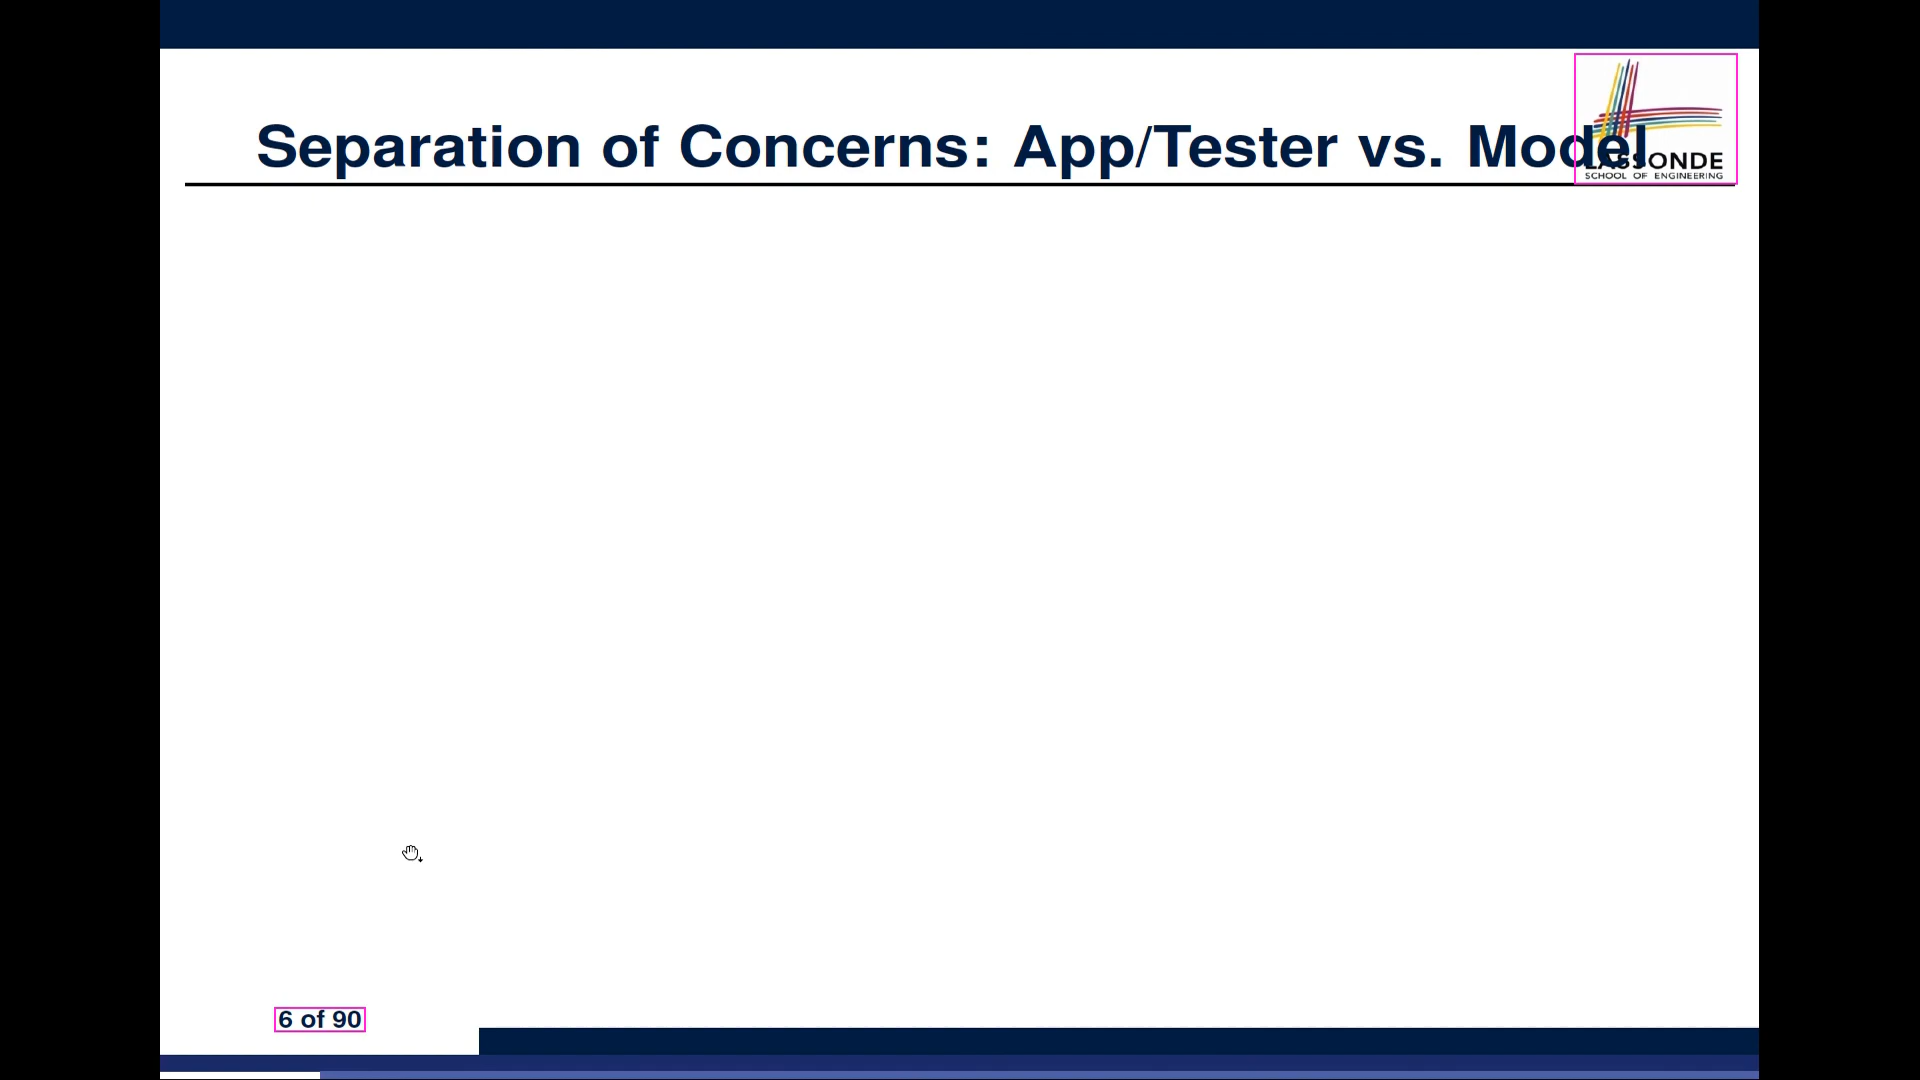 Separation of Concerns: App/Tester vs. Model
LASSONDE
SCHOOL OF ENGINEERING
6 of 90